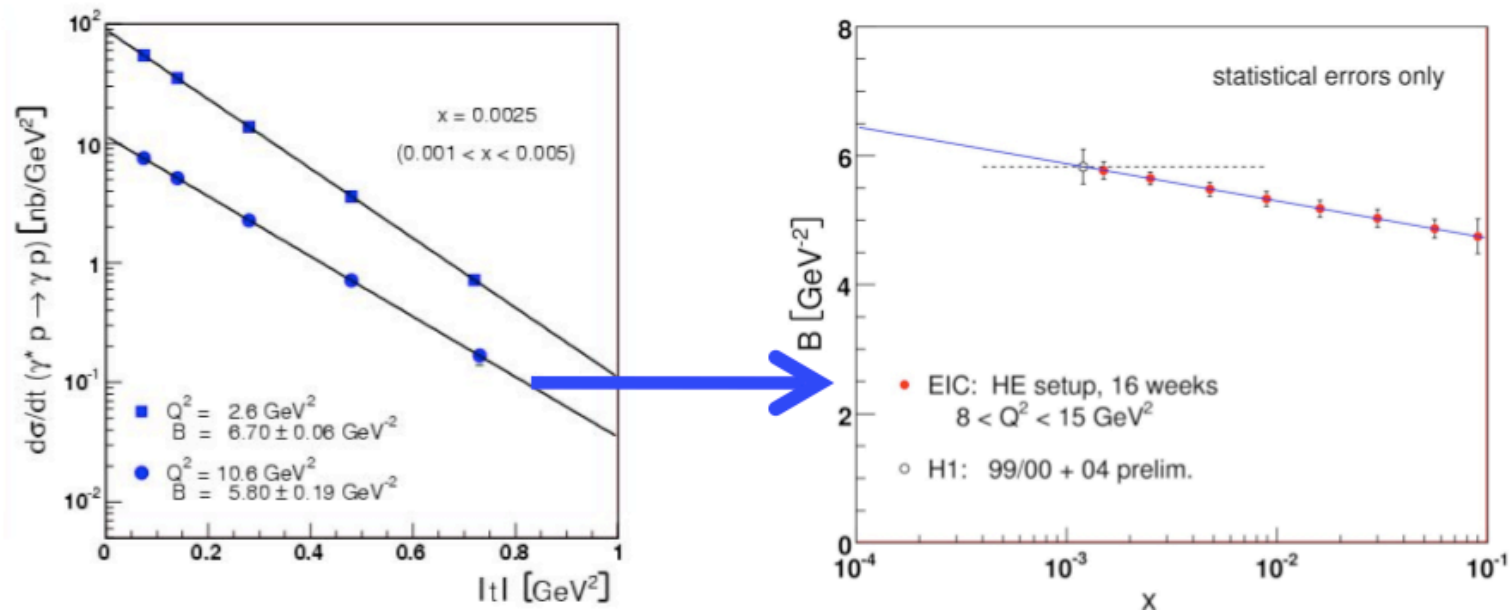 dσ/dt (γ* p → γ p) [nb/GeV²]
10²
10
1
10⁻¹
10⁻²
x = 0.0025
(0.001 < x < 0.005)
Q² = 2.6 GeV²
B = 6.70 ± 0.06 GeV⁻²
Q² = 10.6 GeV²
B = 5.80 ± 0.19 GeV⁻²
0 0.2 0.4 0.6 0.8 1
|t| [GeV²]
B [GeV⁻²]
8
6
4
2
0
statistical errors only
EIC: HE setup, 16 weeks
8 < Q² < 15 GeV²
H1: 99/00 + 04 prelim.
10⁻⁴ 10⁻³ 10⁻² 10⁻¹
x